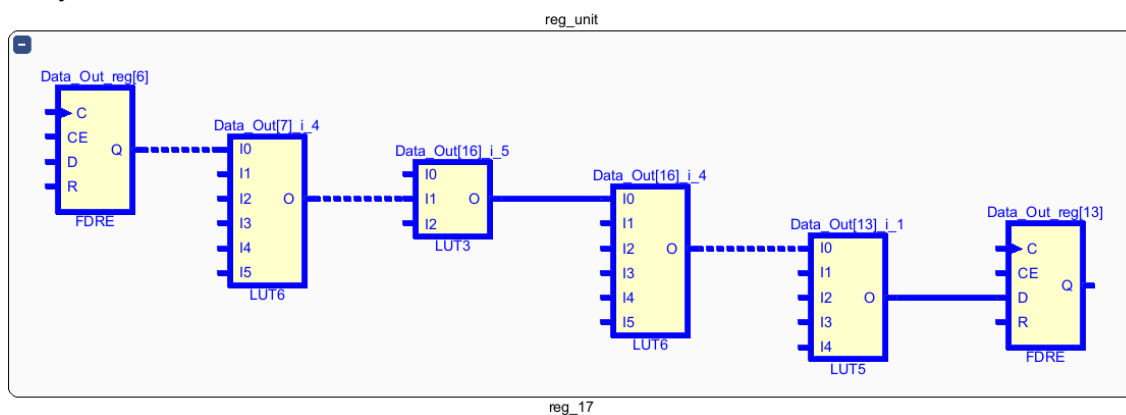 reg_unit
Data_Out_reg[6]
C
CE
D
R
Q
FDRE
Data_Out[7]_i_4
I0
I1
I2
I3
I4
I5
O
LUT6
Data_Out[16]_i_5
I0
I1
I2
O
LUT3
Data_Out[16]_i_4
I0
I1
I2
I3
I4
I5
O
LUT6
Data_Out[13]_i_1
I0
I1
I2
I3
I4
O
LUT5
Data_Out_reg[13]
C
CE
D
R
Q
FDRE
reg_17